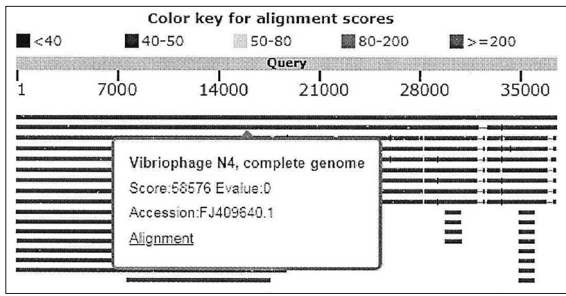 Color key for alignment scores
<40 40-50 50-80 80-200 >=200
Query
1 7000 14000 21000 28000 35000
Vibriophage N4, complete genome
Score:58576 Evalue:0
Accession:FJ409640.1
Alignment